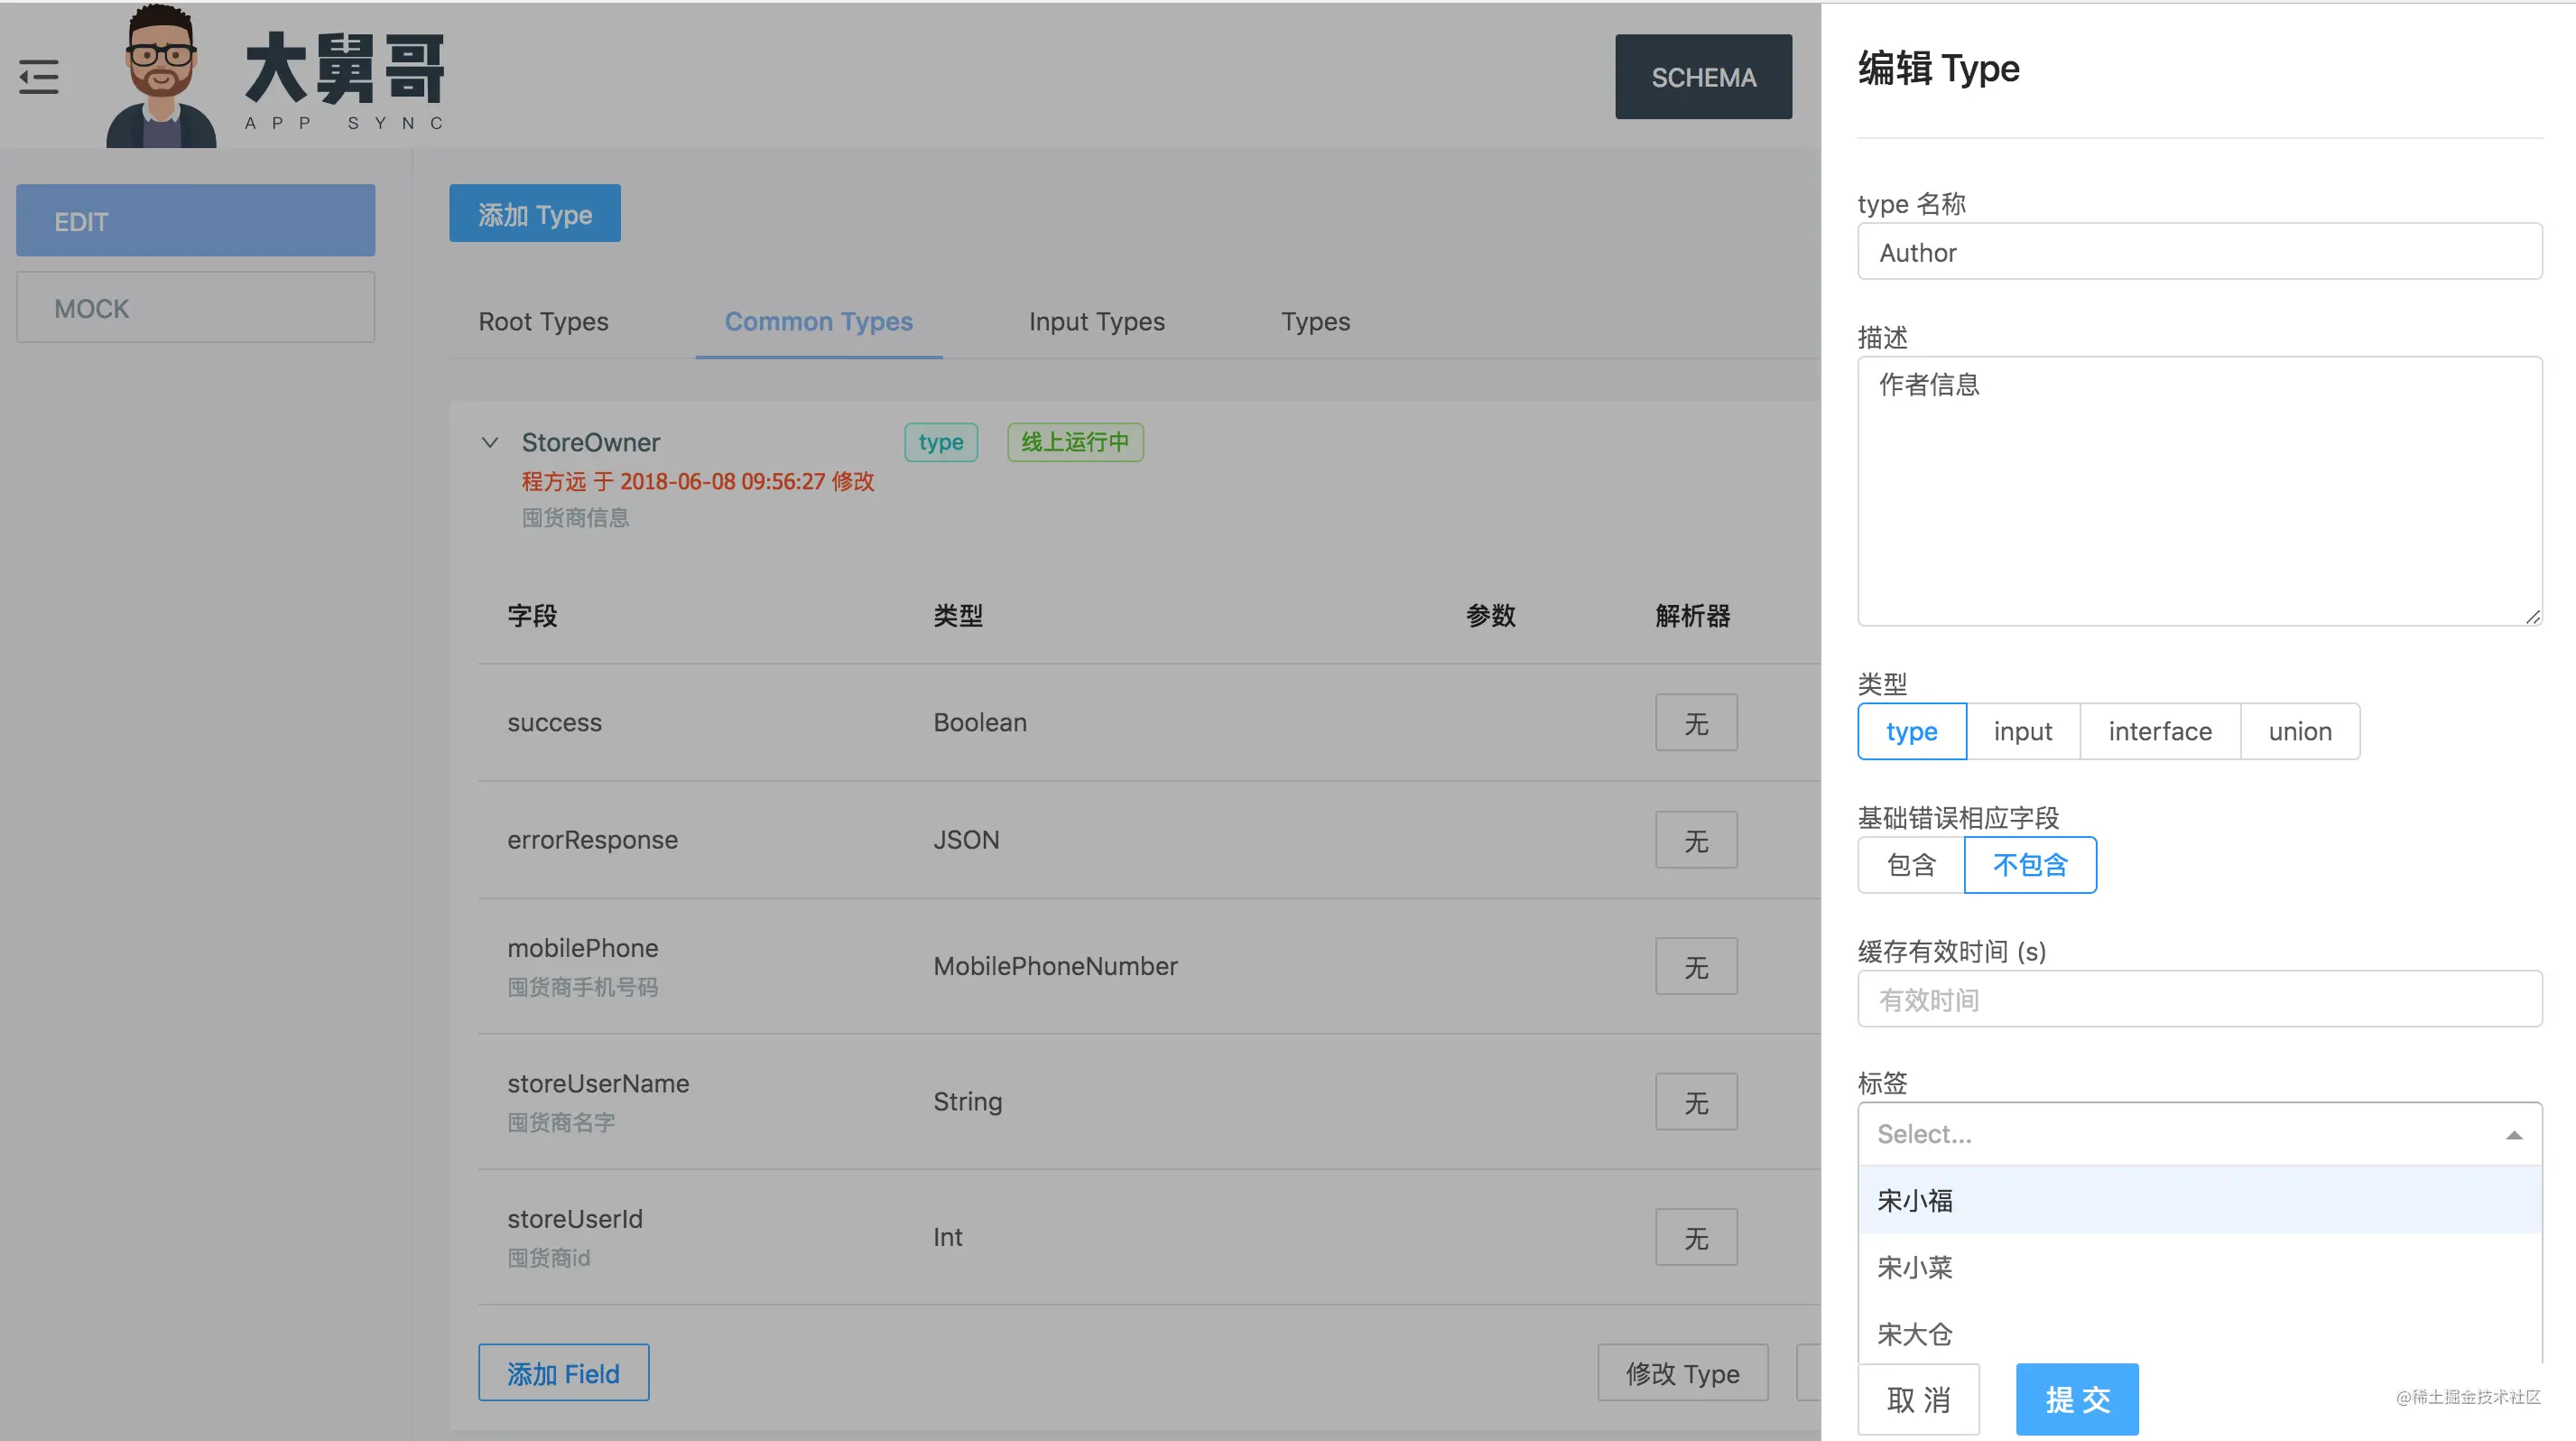 大舅哥
APP SYNC
SCHEMA
EDIT
MOCK
添加 Type
Root Types
Common Types
Input Types
Types
StoreOwner
type
线上运行中
程方远 于 2018-06-08 09:56:27 修改
囤货商信息
字段
类型
参数
解析器
success
Boolean
无
errorResponse
JSON
无
mobilePhone
囤货商手机号码
MobilePhoneNumber
无
storeUserName
囤货商名字
String
无
storeUserId
囤货商id
Int
无
添加 Field
修改 Type
编辑 Type
type 名称
Author
描述
作者信息
类型
type
input
interface
union
基础错误相应字段
包含
不包含
缓存有效时间 (s)
有效时间
标签
Select...
宋小福
宋小菜
宋大仓
取 消
提 交
@稀土掘金技术社区